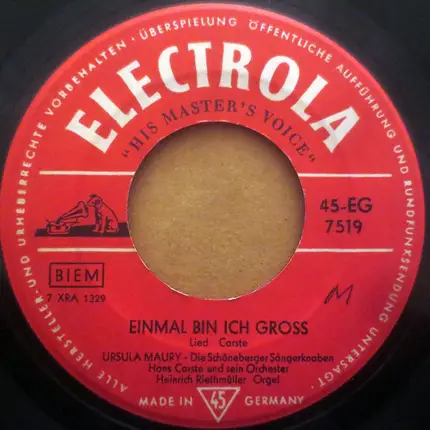 ALLE HERSTELLER- UND URHEBERRECHTE VORBEHALTEN · ÜBERSPIELUNG ÖFFENTLICHE AUFFÜHRUNG UND RUNDFUNKSENDUNG UNTERSAGT ·
ELECTROLA
"HIS MASTER'S VOICE"
45-EG
7519
BIEM
7 XRA 1329
EINMAL BIN ICH GROSS
Lied Carste
URSULA MAURY - Die Schöneberger Sängerknaben
Hans Carste und sein Orchester
Heinrich Riethmüller Orgel
MADE IN 45 GERMANY